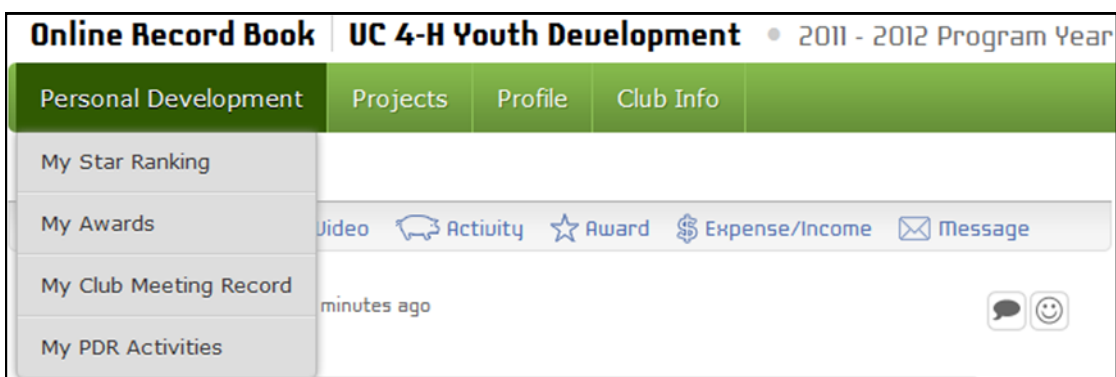 Online Record Book UC 4-H Youth Development • 2011 - 2012 Program Year
Personal Development Projects Profile Club Info
My Star Ranking
My Awards
Activity Award Expense/Income Message
My Club Meeting Record
minutes ago
My PDR Activities